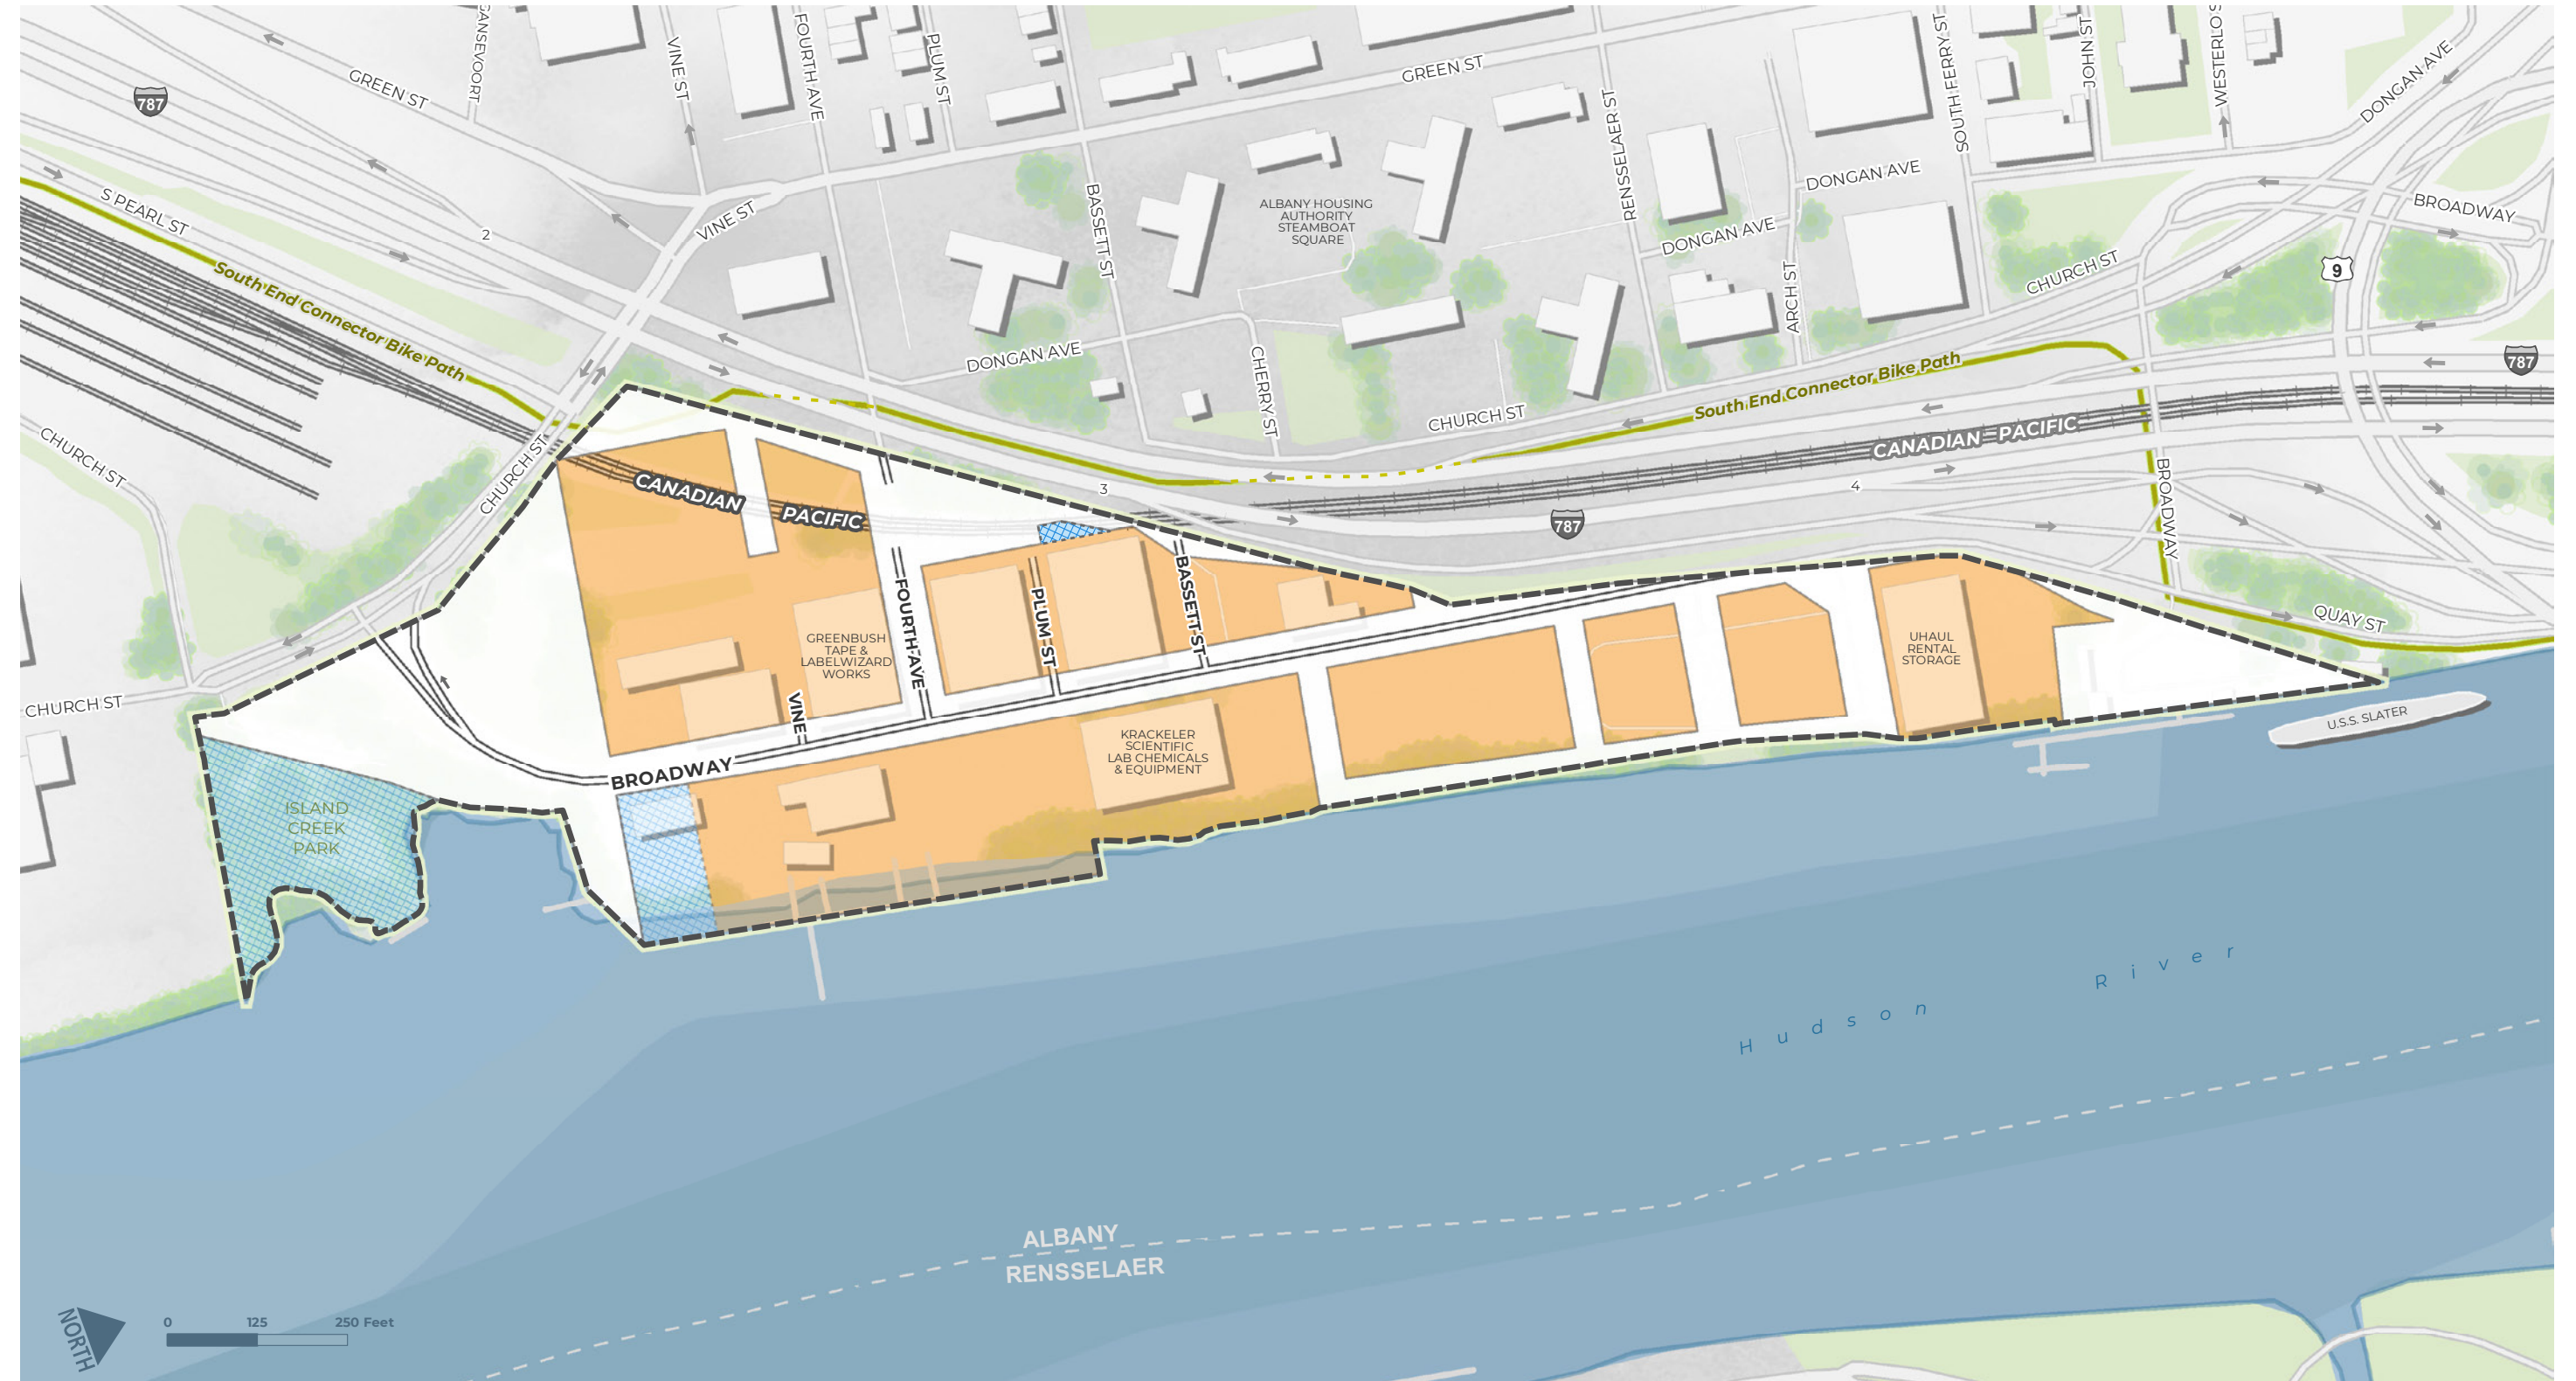 GANSEVOORT
GREEN ST
787
VINE ST
FOURTH AVE
PLUM ST
GREEN ST
RENSSELAER ST
SOUTH FERRY ST
JOHN ST
DONGAN AVE
S PEARL ST
2
VINE ST
BASSETT ST
ALBANY HOUSING
AUTHORITY
STEAMBOAT
SQUARE
DONGAN AVE
DONGAN AVE
BROADWAY
CHURCH ST
9
ARCH ST
South End Connector Bike Path
DONGAN AVE
CHERRY ST
CHURCH ST
South End Connector Bike Path
787
CANADIAN PACIFIC
CHURCH ST
CHURCH ST
CANADIAN
PACIFIC
3
4
787
BROADWAY
FOURTH AVE
PLUM ST
BASSETT ST
GREENBUSH
TAPE &
LABELWIZARD
WORKS
UHAUL
RENTAL
STORAGE
QUAY ST
CHURCH ST
VINE
BROADWAY
KRACKELER
SCIENTIFIC
LAB CHEMICALS
& EQUIPMENT
U.S.S. SLATER
ISLAND
CREEK
PARK
Hudson River
ALBANY
RENSSELAER
NORTH
0 125 250 Feet